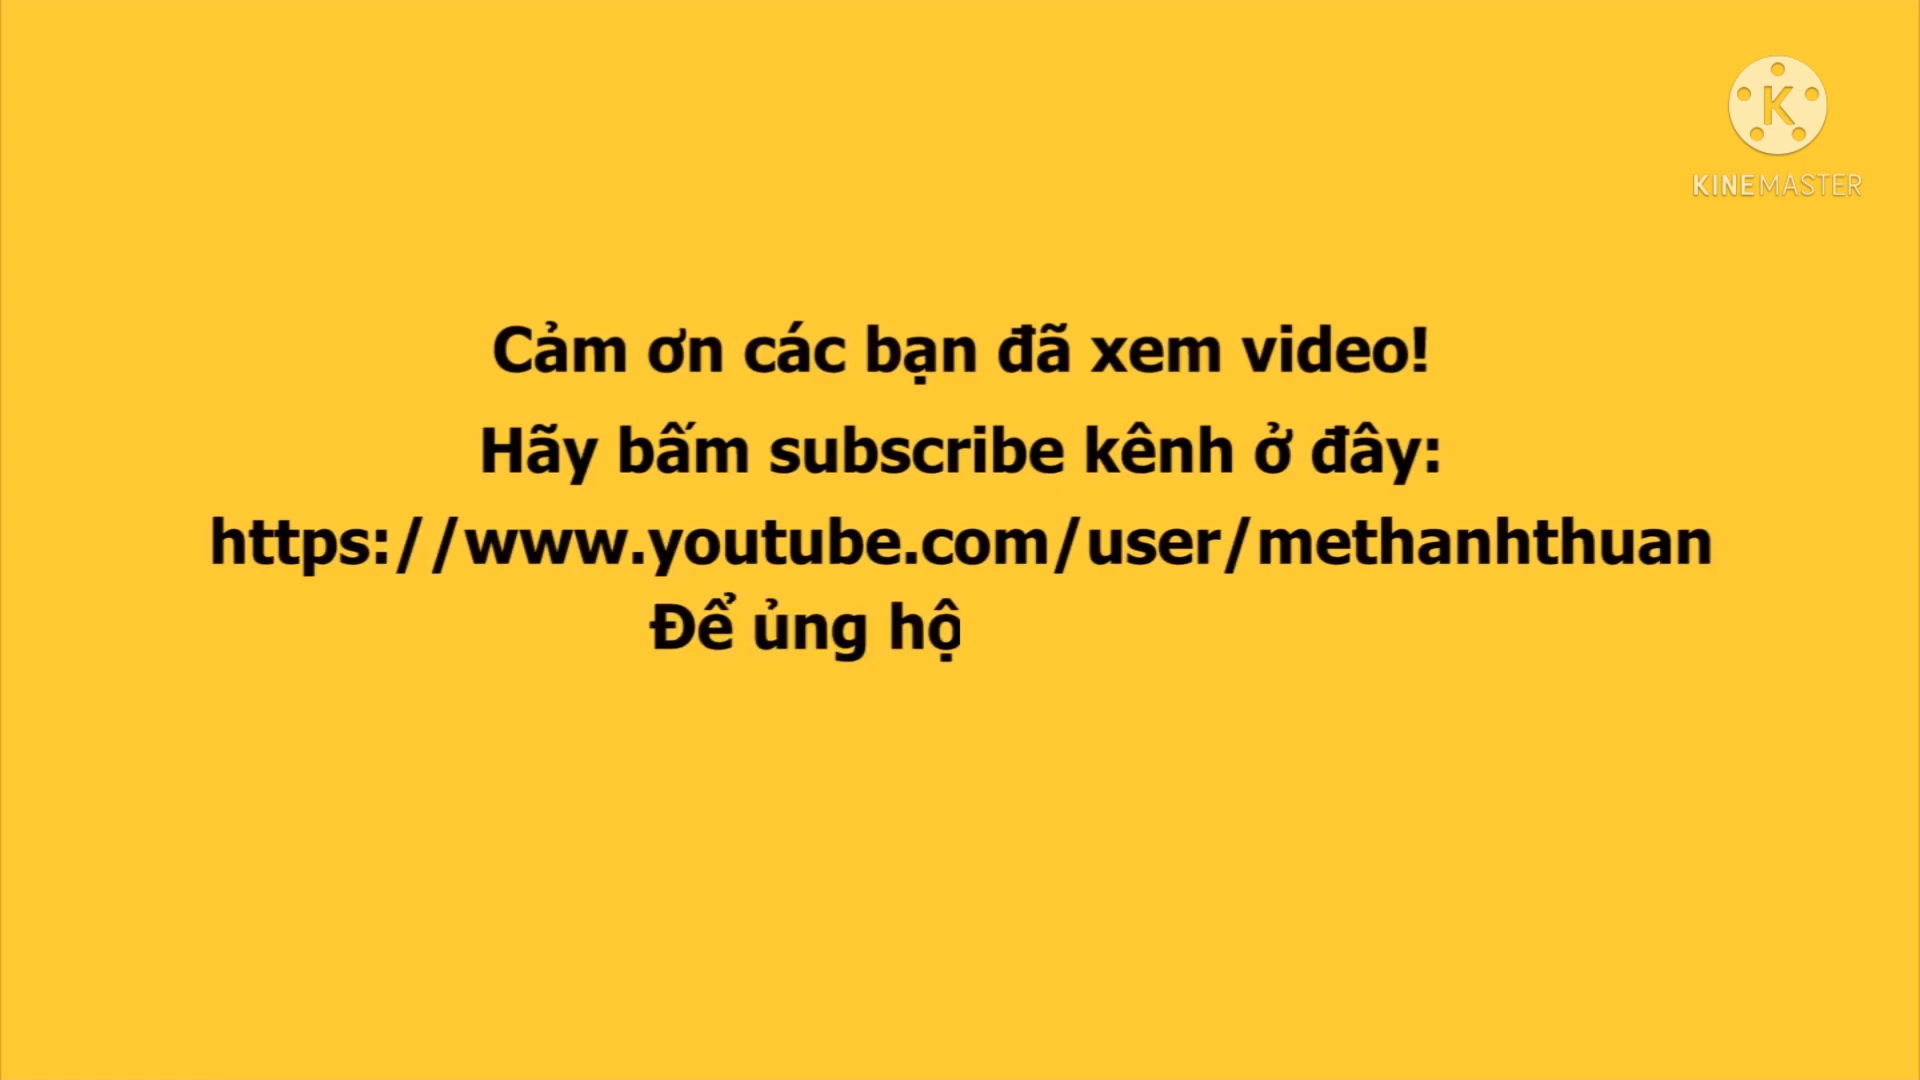 KINEMASTER
Cảm ơn các bạn đã xem video!
Hãy bấm subscribe kênh ở đây:
https://www.youtube.com/user/methanhthuan
Để ủng hộ